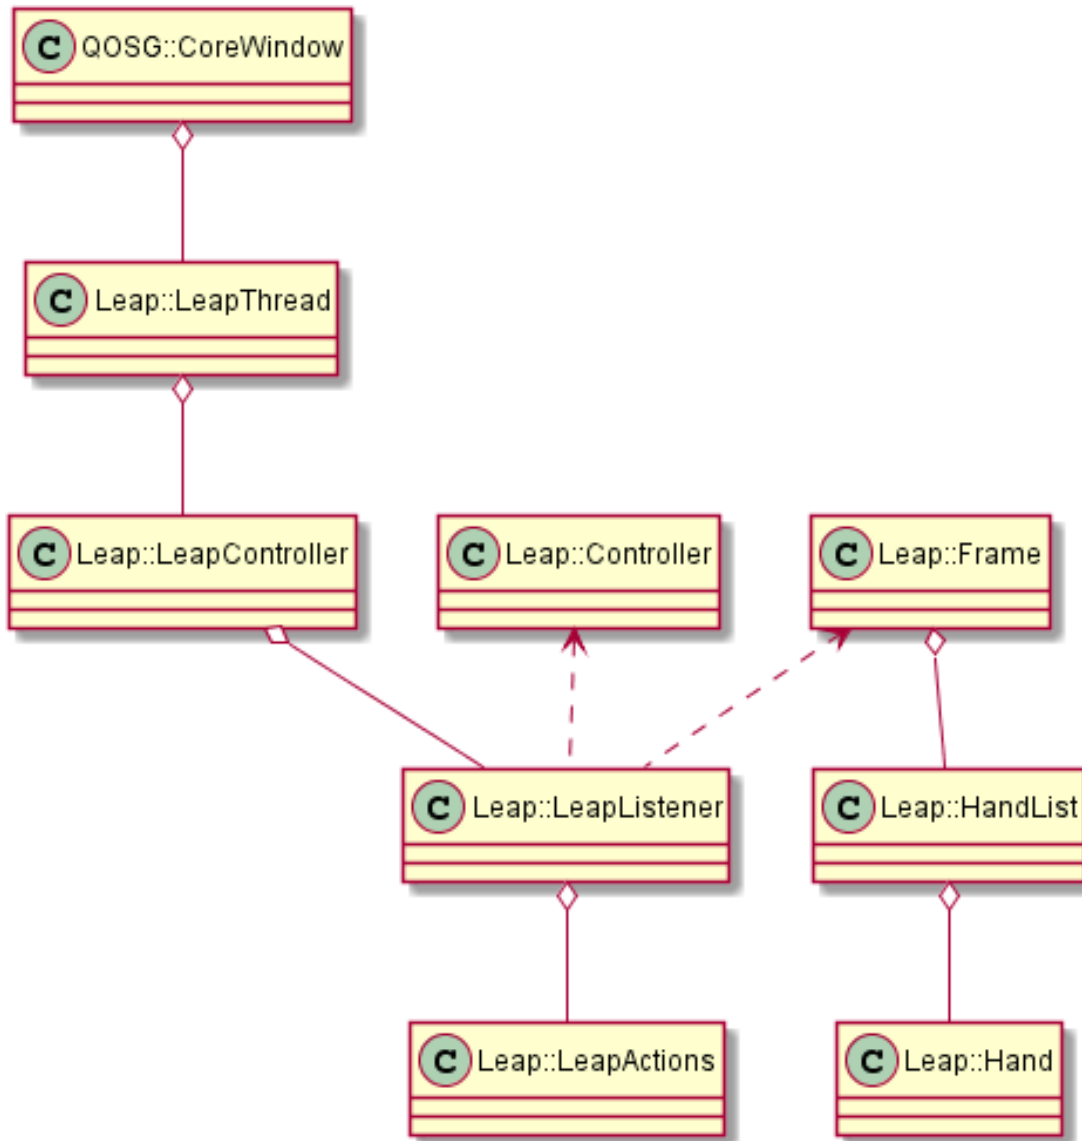 C QOSG::CoreWindow
C Leap::LeapThread
C Leap::LeapController
C Leap::Controller
C Leap::Frame
C Leap::LeapListener
C Leap::HandList
C Leap::LeapActions
C Leap::Hand